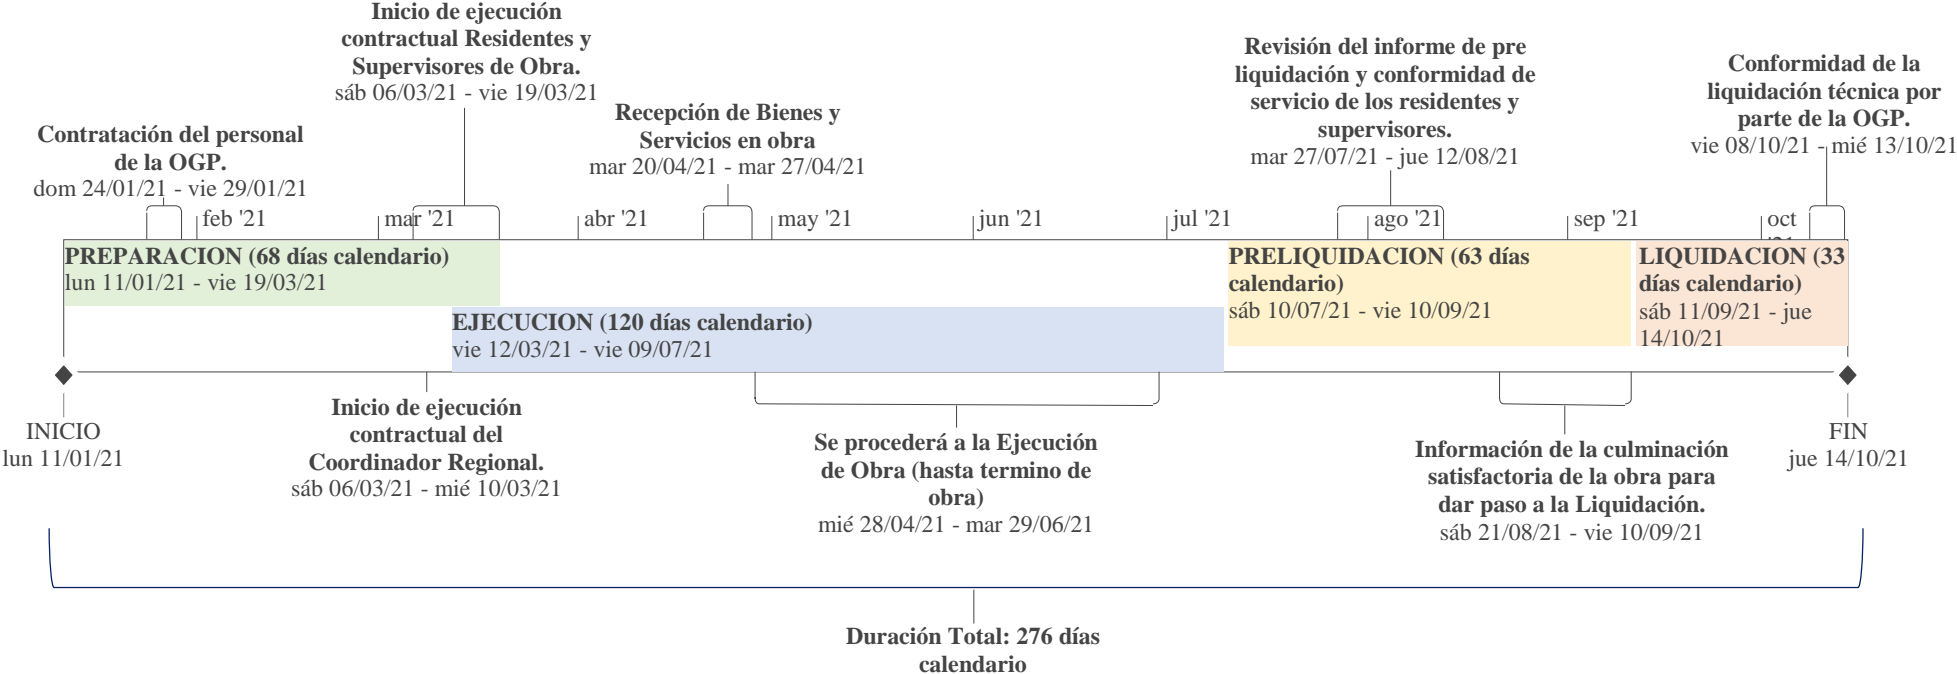 Inicio de ejecución
contractual Residentes y
Supervisores de Obra.
sáb 06/03/21 - vie 19/03/21
Contratación del personal
de la OGP.
dom 24/01/21 - vie 29/01/21
Recepción de Bienes y
Servicios en obra
mar 20/04/21 - mar 27/04/21
Revisión del informe de pre
liquidación y conformidad de
servicio de los residentes y
supervisores.
mar 27/07/21 - jue 12/08/21
Conformidad de la
liquidación técnica por
parte de la OGP.
vie 08/10/21 - mié 13/10/21
feb '21
mar '21
abr '21
may '21
jun '21
jul '21
ago '21
sep '21
oct
'21
PREPARACION (68 días calendario)
lun 11/01/21 - vie 19/03/21
EJECUCION (120 días calendario)
vie 12/03/21 - vie 09/07/21
PRELIQUIDACION (63 días
calendario)
sáb 10/07/21 - vie 10/09/21
LIQUIDACION (33
días calendario)
sáb 11/09/21 - jue
14/10/21
INICIO
lun 11/01/21
Inicio de ejecución
contractual del
Coordinador Regional.
sáb 06/03/21 - mié 10/03/21
Se procederá a la Ejecución
de Obra (hasta termino de
obra)
mié 28/04/21 - mar 29/06/21
Información de la culminación
satisfactoria de la obra para
dar paso a la Liquidación.
sáb 21/08/21 - vie 10/09/21
FIN
jue 14/10/21
Duración Total: 276 días
calendario